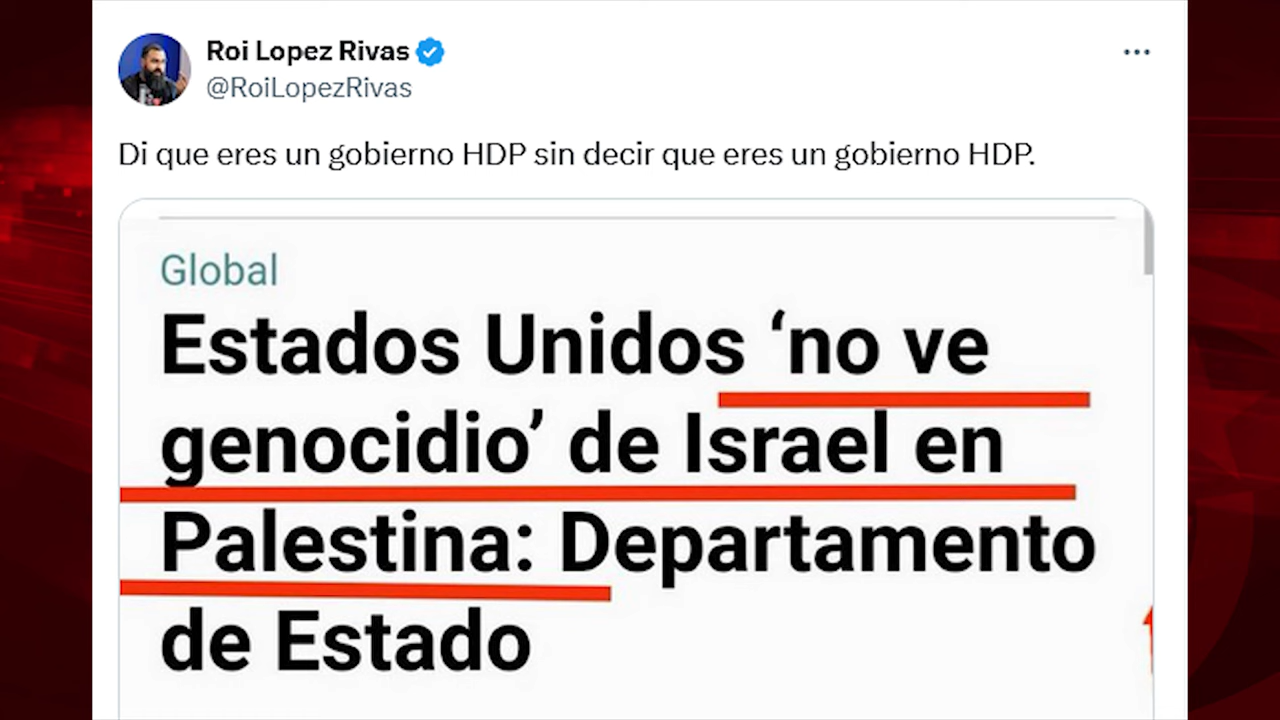 Roi Lopez Rivas
@RoiLopezRivas
Di que eres un gobierno HDP sin decir que eres un gobierno HDP.
Global
Estados Unidos ‘no ve
genocidio’ de Israel en
Palestina: Departamento
de Estado